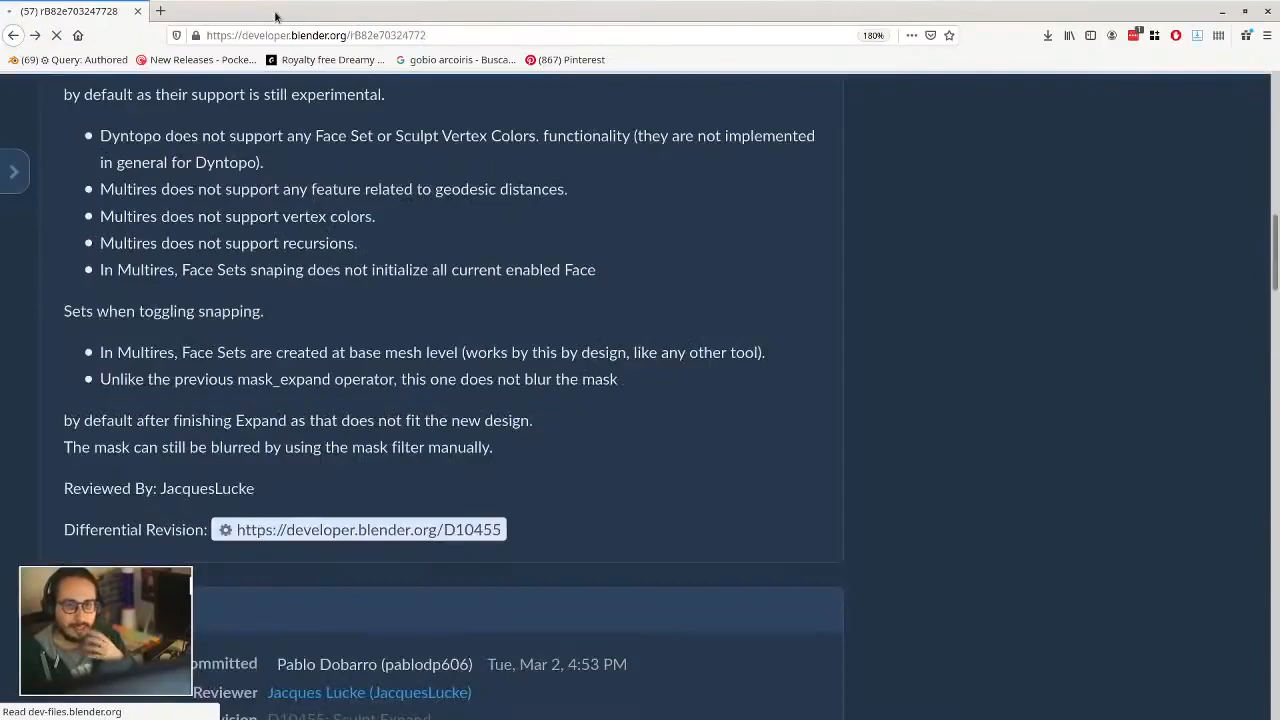 (57) rB82e703247728
https://developer.blender.org/rB82e70324772
180%
(69) ⚙ Query: Authored
New Releases - Pocke...
Royalty free Dreamy ...
gobio arcoiris - Busca...
(867) Pinterest
by default as their support is still experimental.
Dyntopo does not support any Face Set or Sculpt Vertex Colors. functionality (they are not implemented
in general for Dyntopo).
Multires does not support any feature related to geodesic distances.
Multires does not support vertex colors.
Multires does not support recursions.
In Multires, Face Sets snaping does not initialize all current enabled Face
Sets when toggling snapping.
In Multires, Face Sets are created at base mesh level (works by this by design, like any other tool).
Unlike the previous mask_expand operator, this one does not blur the mask
by default after finishing Expand as that does not fit the new design.
The mask can still be blurred by using the mask filter manually.
Reviewed By: JacquesLucke
Differential Revision: https://developer.blender.org/D10455
ommitted Pablo Dobarro (pablodp606) Tue, Mar 2, 4:53 PM
Reviewer Jacques Lucke (JacquesLucke)
vision D10455: Sculpt Expand
Read dev-files.blender.org